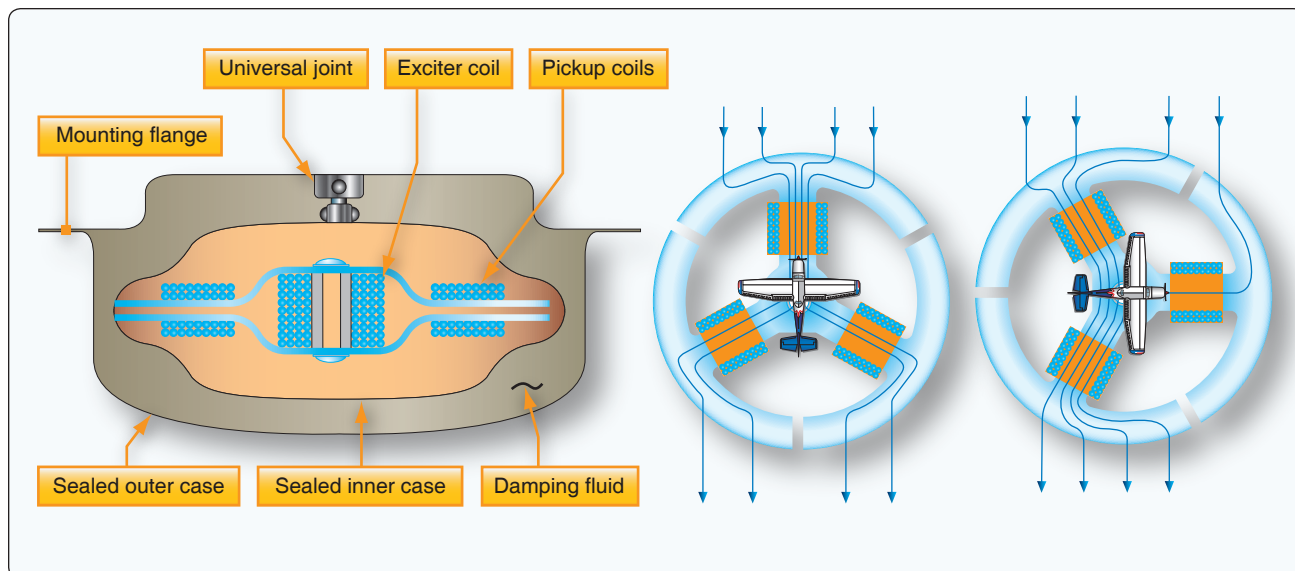 Universal joint
Exciter coil
Pickup coils
Mounting flange
Sealed outer case
Sealed inner case
Damping fluid